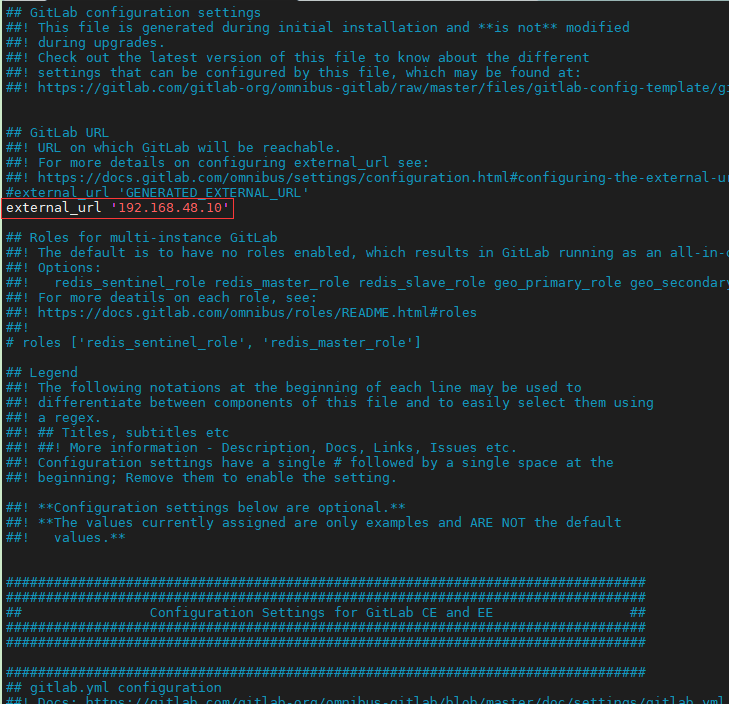 ## GitLab configuration settings
##! This file is generated during initial installation and **is not** modified
##! during upgrades.
##! Check out the latest version of this file to know about the different
##! settings that can be configured by this file, which may be found at:
##! https://gitlab.com/gitlab-org/omnibus-gitlab/raw/master/files/gitlab-config-template/gi
## GitLab URL
##! URL on which GitLab will be reachable.
##! For more details on configuring external_url see:
##! https://docs.gitlab.com/omnibus/settings/configuration.html#configuring-the-external-ur
#external_url 'GENERATED_EXTERNAL_URL'
external_url '192.168.48.10'
## Roles for multi-instance GitLab
##! The default is to have no roles enabled, which results in GitLab running as an all-in-o
##! Options:
##!   redis_sentinel_role redis_master_role redis_slave_role geo_primary_role geo_secondary
##! For more deatils on each role, see:
##! https://docs.gitlab.com/omnibus/roles/README.html#roles
##!
# roles ['redis_sentinel_role', 'redis_master_role']
## Legend
##! The following notations at the beginning of each line may be used to
##! differentiate between components of this file and to easily select them using
##! a regex.
##! ## Titles, subtitles etc
##! ##! More information - Description, Docs, Links, Issues etc.
##! Configuration settings have a single # followed by a single space at the
##! beginning; Remove them to enable the setting.
##! **Configuration settings below are optional.**
##! **The values currently assigned are only examples and ARE NOT the default
##!   values.**
################################################################################
################################################################################
##                Configuration Settings for GitLab CE and EE                 ##
################################################################################
################################################################################
################################################################################
## gitlab.yml configuration
##! Docs: https://gitlab.com/gitlab-org/omnibus-gitlab/blob/master/doc/settings/gitlab.yml